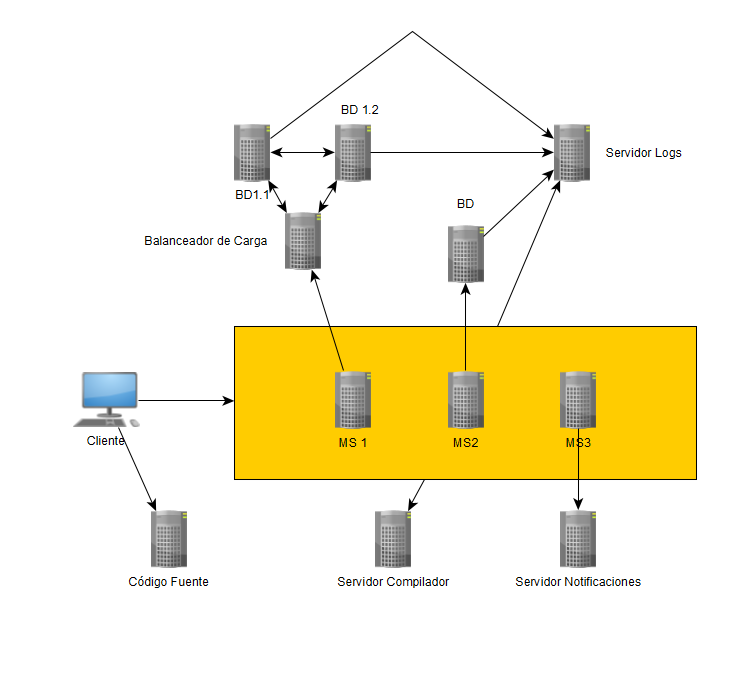 BD 1.2
Servidor Logs
BD1.1
BD
Balanceador de Carga
Cliente
MS 1
MS2
MS3
Código Fuente
Servidor Compilador
Servidor Notificaciones